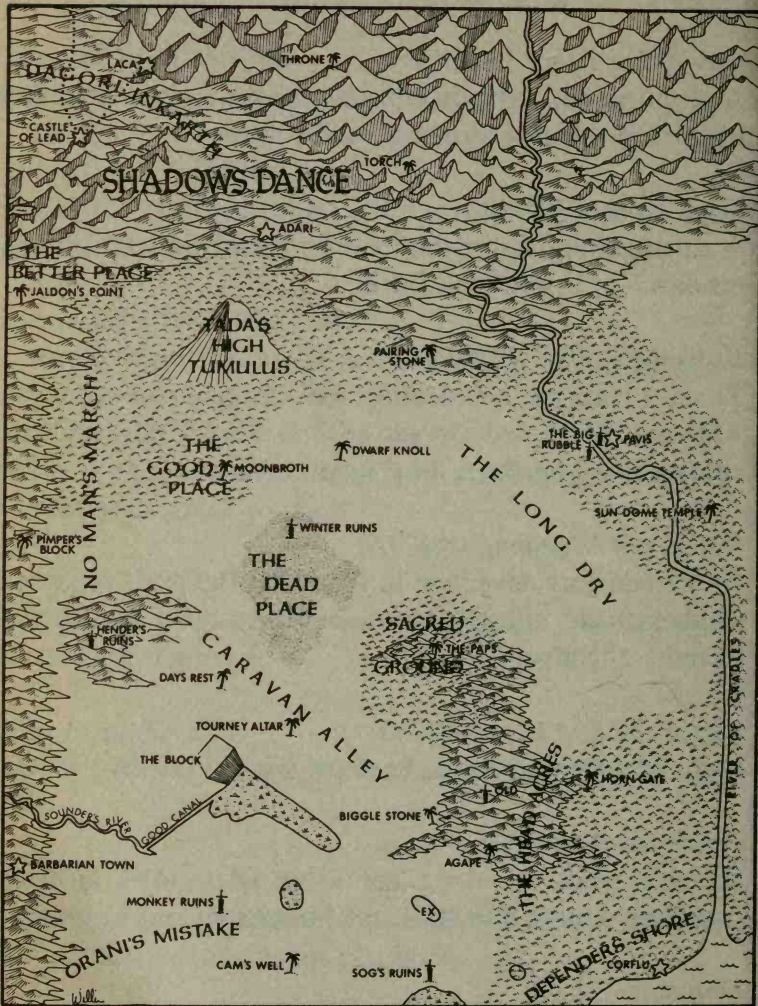 LACA
THRONE
DAGORI INKARTH
CASTLE
OF LEAD
TORCH
SHADOWS DANCE
ADARI
THE
BETTER PLACE
JALDON'S POINT
TADA'S
HIGH
TUMULUS
PAIRING
STONE
NO MAN'S MARCH
THE
GOOD
PLACE
MOONBROTH
DWARF KNOLL
THE LONG DRY
THE BIG
RUBBLE
PAVIS
SUN DOME TEMPLE
PIMPER'S
BLOCK
WINTER RUINS
THE
DEAD
PLACE
HENDER'S
RUINS
SACRED
GROUND
THE PAPS
CARAVAN ALLEY
DAYS REST
TOURNEY ALTAR
THE BLOCK
RIVER OF CRADLES
SOUNDER'S RIVER
GOOD CANAL
OLD
HORN GATE
BIGGLE STONE
AGAPE
THE HEAD ACRES
BARBARIAN TOWN
MONKEY RUINS
EX
ORANI'S MISTAKE
CAM'S WELL
SOG'S RUINS
DEPENDERS SHORE
CORFLU
Willis